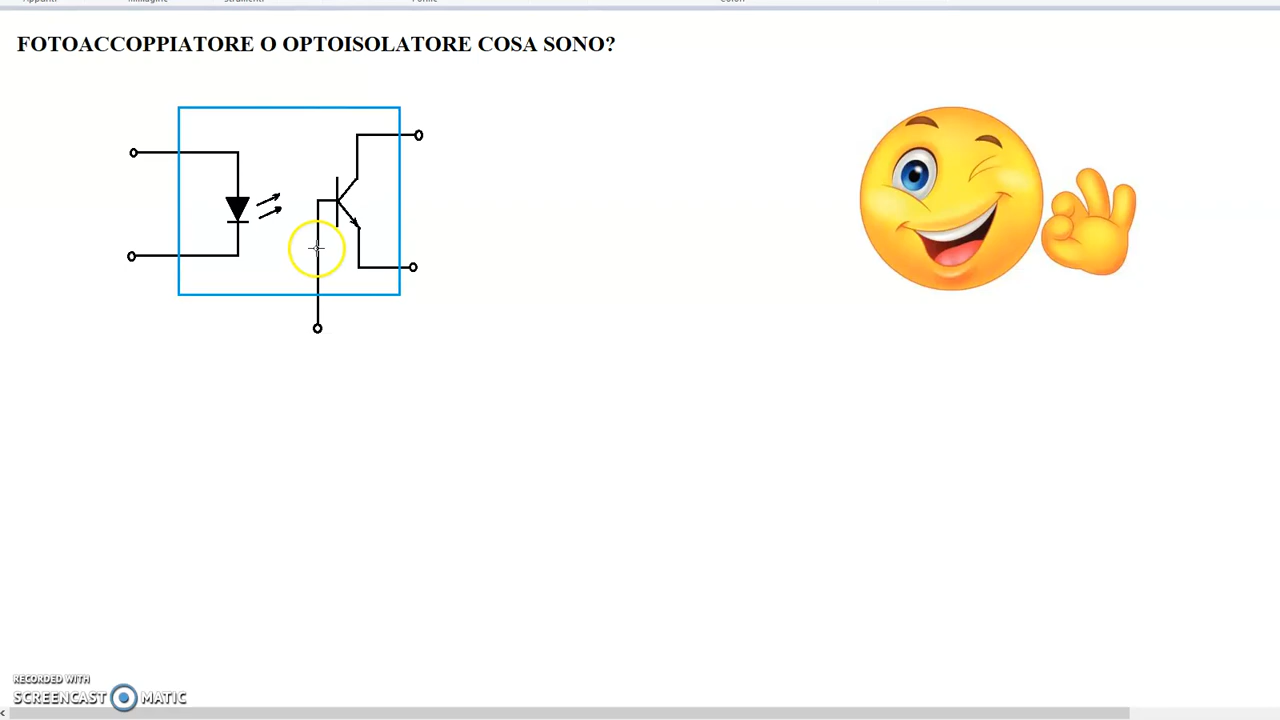 FOTOACCOPPIATORE O OPTOISOLATORE COSA SONO?
RECORDED WITH
SCREENCAST MATIC